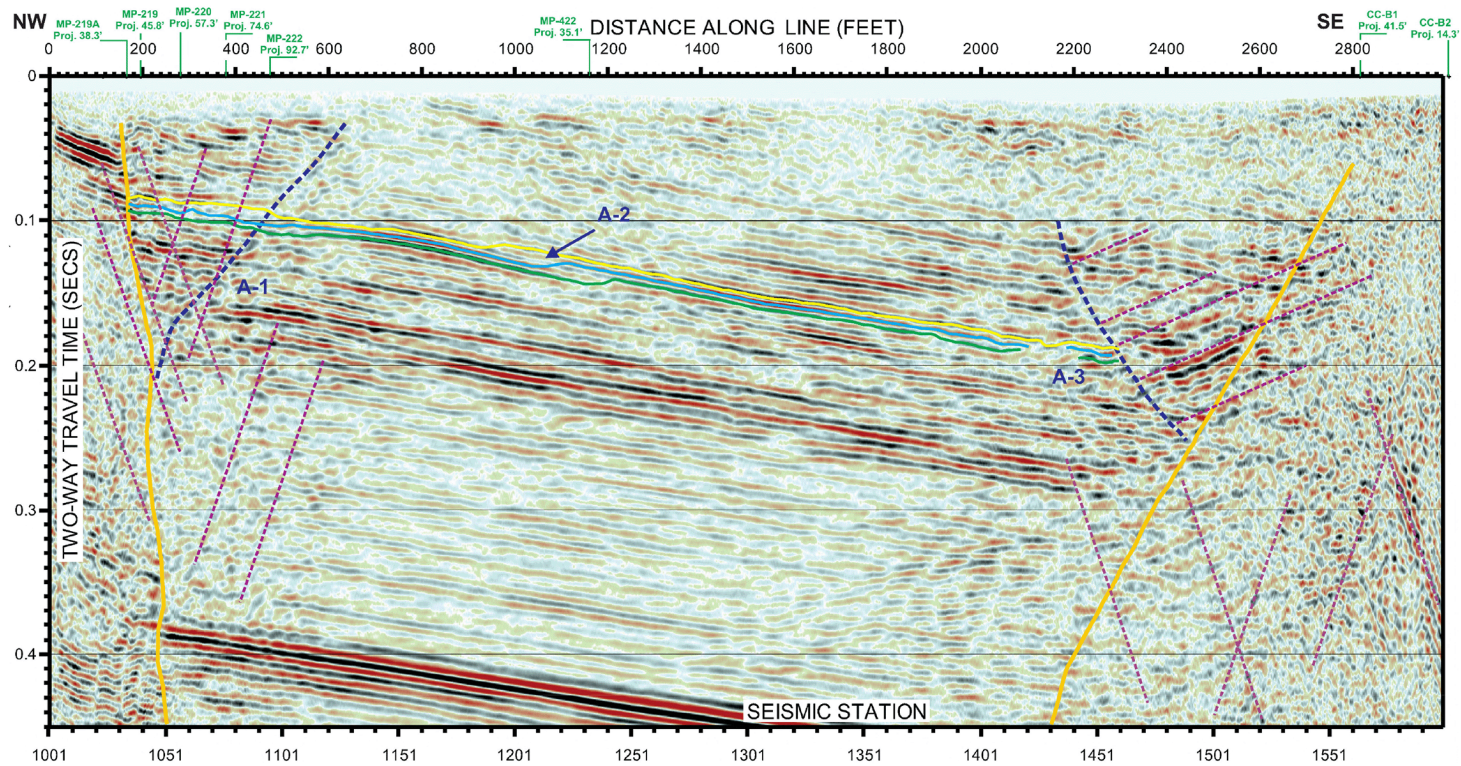 NW
DISTANCE ALONG LINE (FEET)
SE
MP-219A
Proj. 38.3'
MP-219
Proj. 45.8'
MP-220
Proj. 57.3'
MP-221
Proj. 74.6'
MP-222
Proj. 92.7'
MP-422
Proj. 35.1'
CC-B1
Proj. 41.5'
CC-B2
Proj. 14.3'
0 200 400 600 800 1000 1200 1400 1600 1800 2000 2200 2400 2600 2800
0
0.1
0.2
0.3
0.4
TWO-WAY TRAVEL TIME (SECS)
A-1
A-2
A-3
SEISMIC STATION
1001 1051 1101 1151 1201 1251 1301 1351 1401 1451 1501 1551